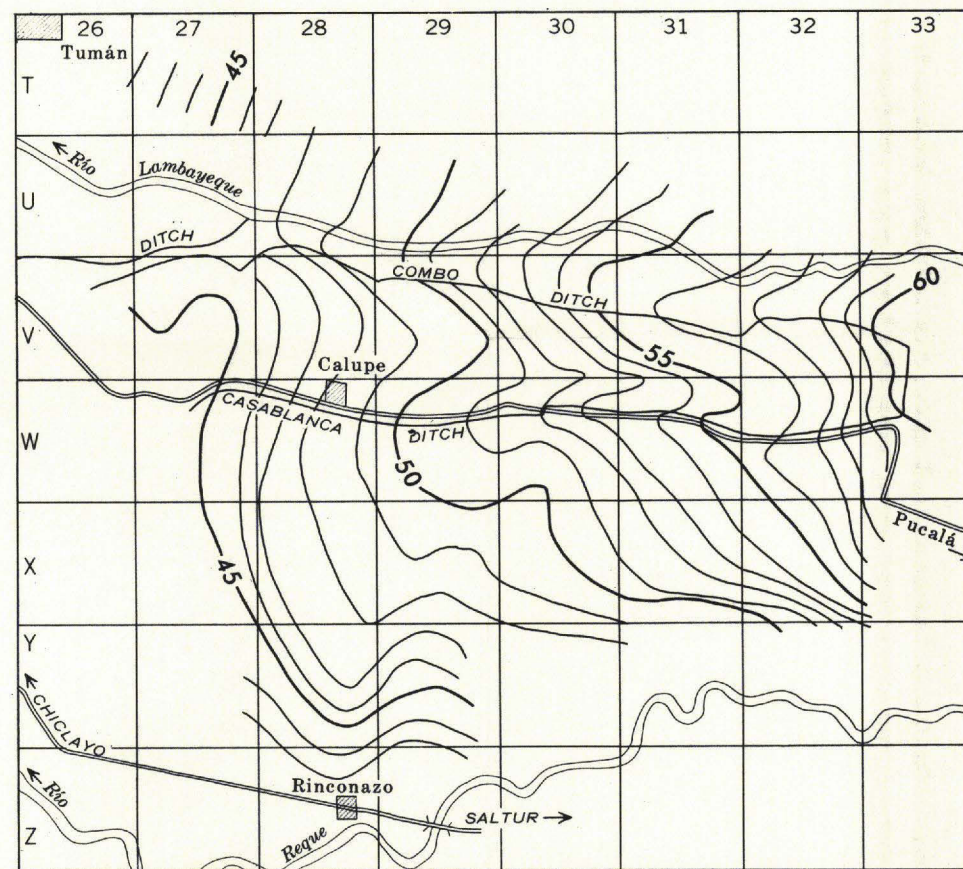 26 27 28 29 30 31 32 33
Tumán
T
45
← Río Lambayeque
U
DITCH
COMBO DITCH
60
V
55
Calupe
CASABLANCA DITCH
W
50
Pucalá →
X
45
Y
← CHICLAYO
Rinconazo
← Río Reque
SALTUR →
Z